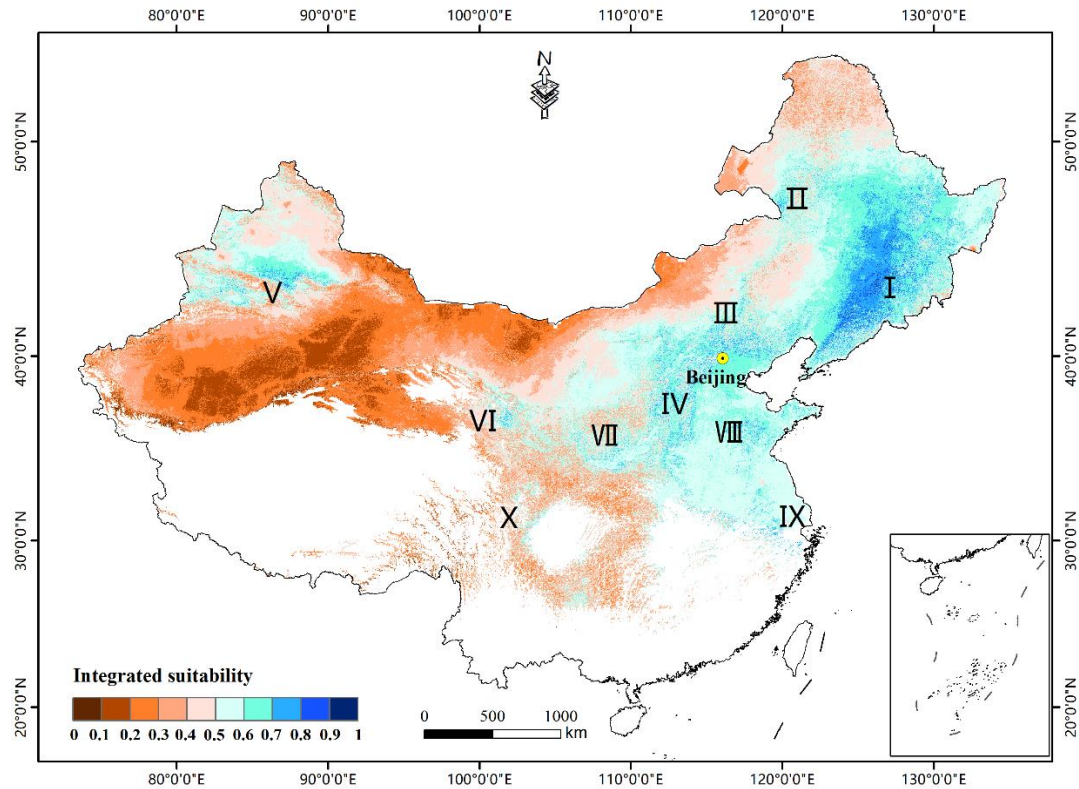 80°0'0"E 90°0'0"E 100°0'0"E 110°0'0"E 120°0'0"E 130°0'0"E
N
50°0'0"N 50°0'0"N
II
V
I
III
40°0'0"N 40°0'0"N
Beijing
IV
VI
VII VIII
X IX
30°0'0"N 30°0'0"N
Integrated suitability
0 0.1 0.2 0.3 0.4 0.5 0.6 0.7 0.8 0.9 1
0 500 1000
km
20°0'0"N 20°0'0"N
80°0'0"E 90°0'0"E 100°0'0"E 110°0'0"E 120°0'0"E 130°0'0"E